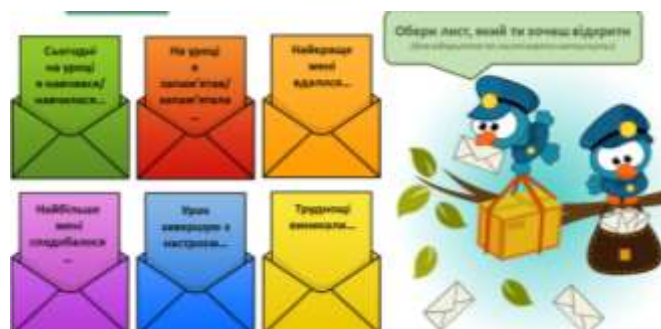 Сьогодні
на уроці
я навчився/
навчилася...
На уроці
я
запам'ятав/
запам'ятала
...
Найкраще
мені
вдалося...
Обери лист, який ти хочеш відкрити
Найбільше
мені
сподобалося
...
Урок
завершую з
настроєм...
Труднощі
виникали...